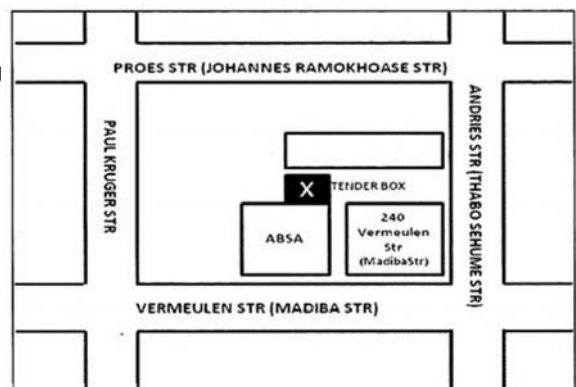 PROES STR (JOHANNES RAMOKHOASE STR)
PAUL KRUGER STR
ANDRIES STR (THABO SEHUME STR)
X
TENDER BOX
ABSA
240
Vermeulen
Str
(MadibaStr)
VERMEULEN STR (MADIBA STR)